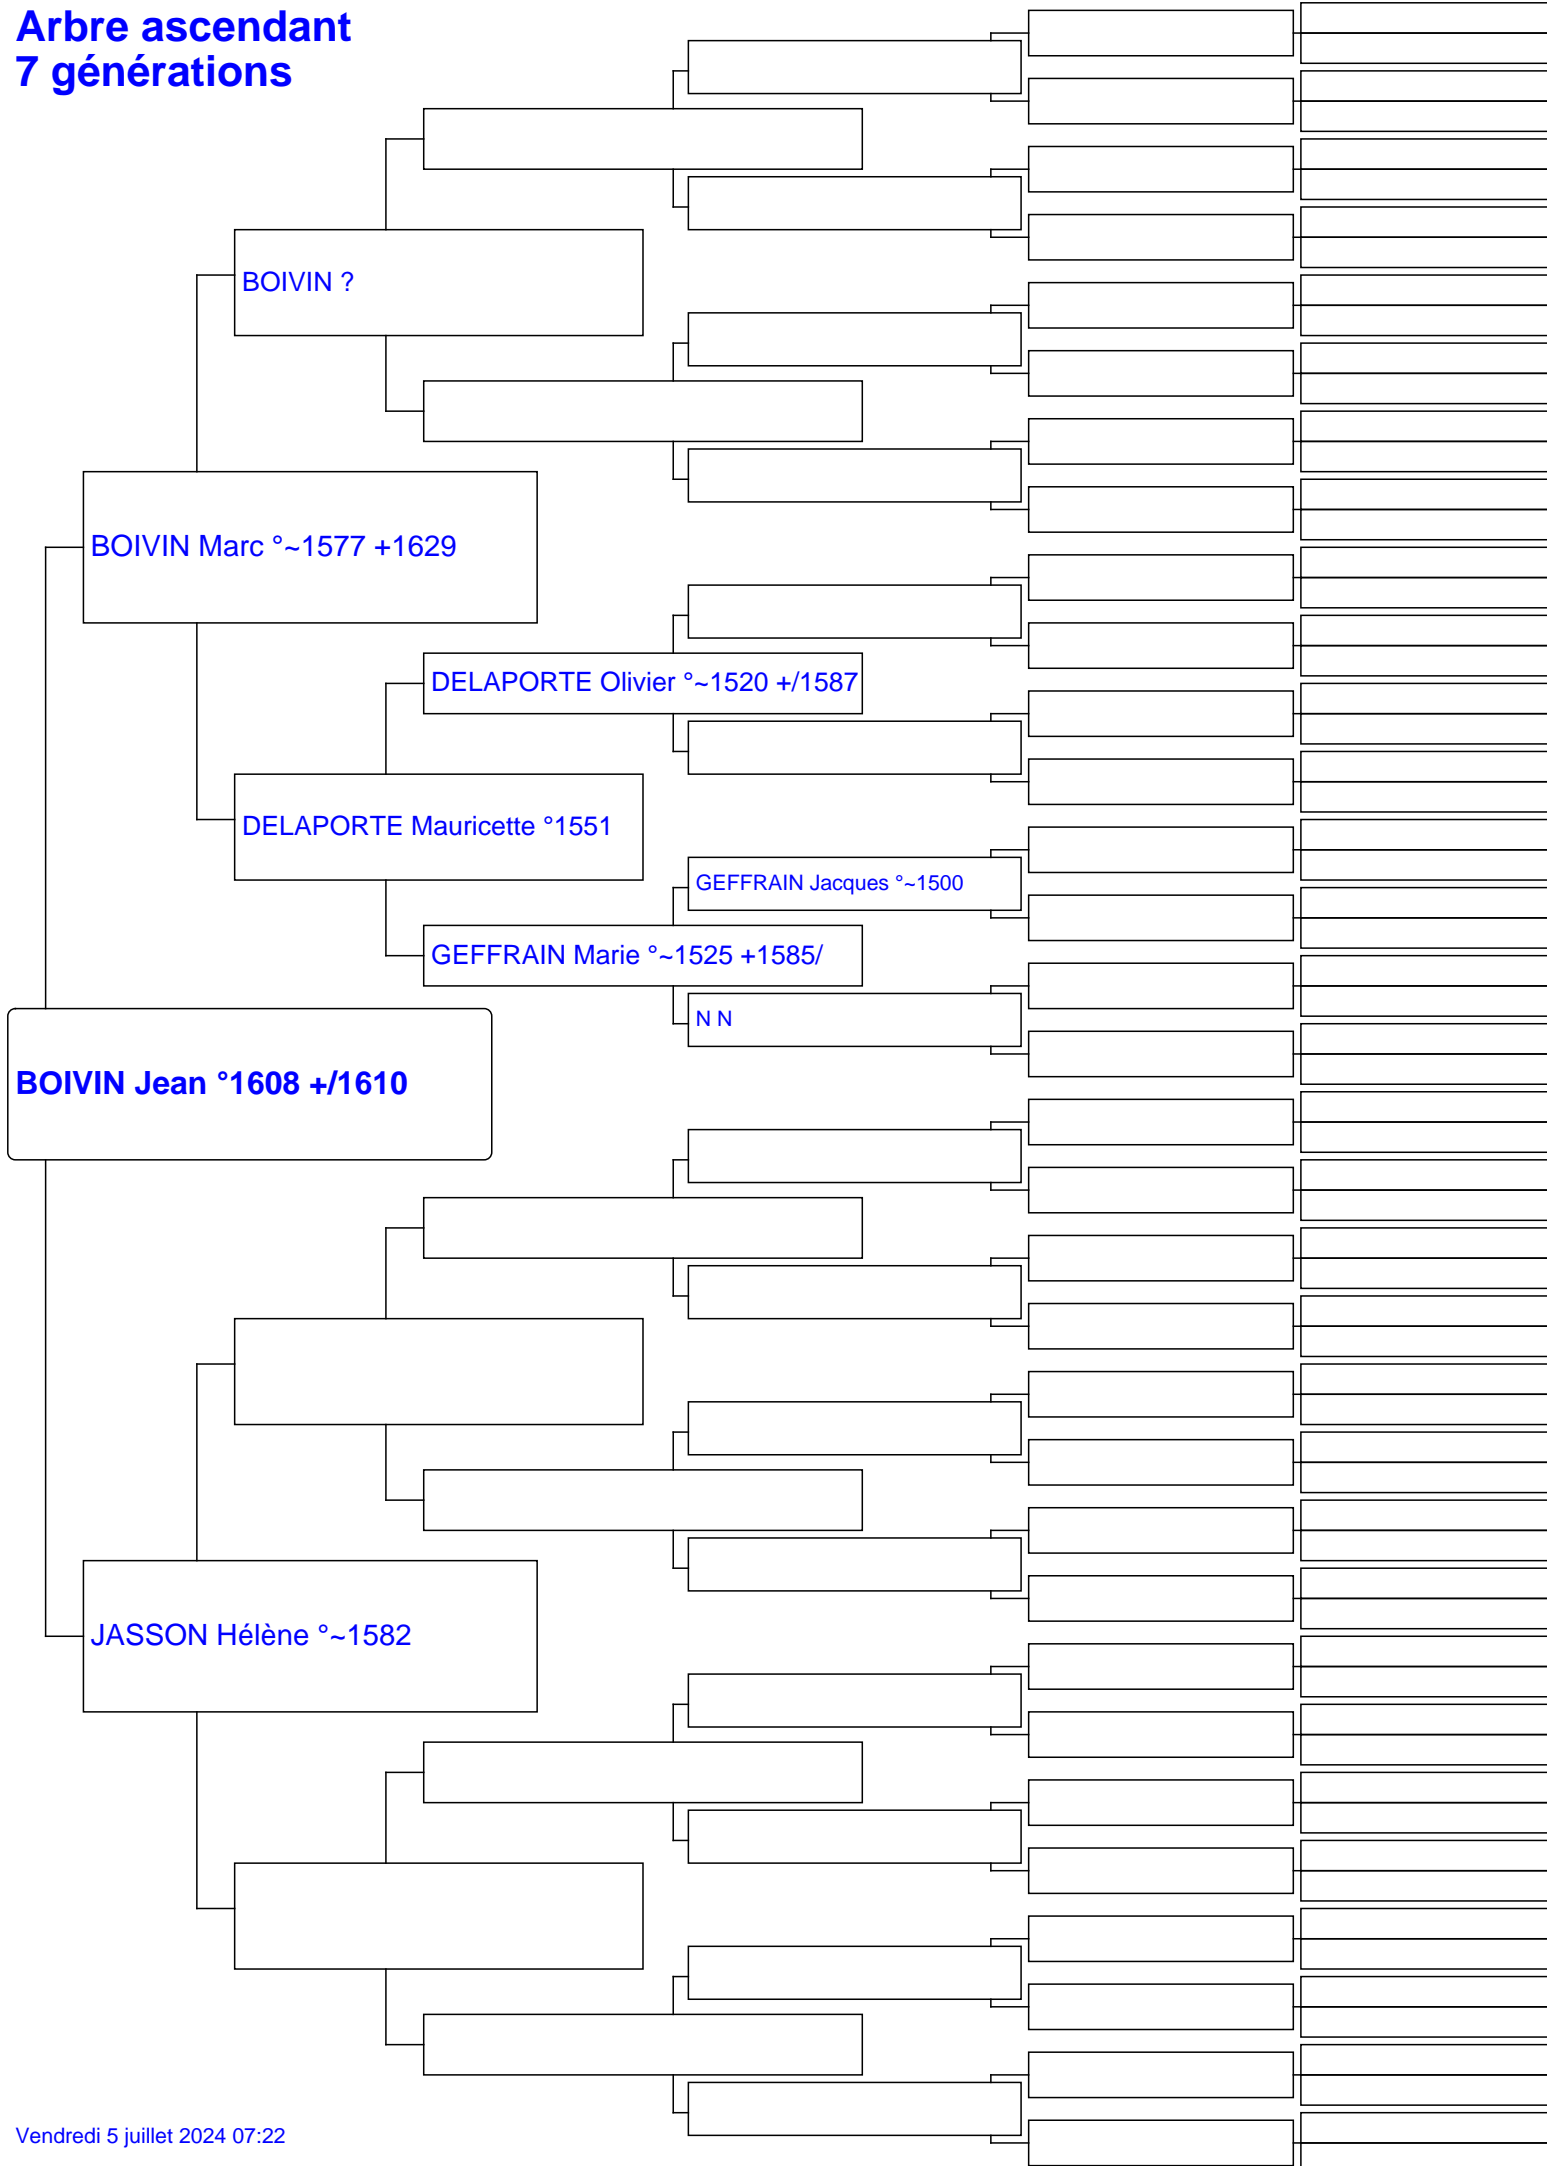 Arbre ascendant
7 générations
BOIVIN ?
BOIVIN Marc °~1577 +1629
DELAPORTE Olivier °~1520 +/1587
DELAPORTE Mauricette °1551
GEFFRAIN Jacques °~1500
GEFFRAIN Marie °~1525 +1585/
N N
BOIVIN Jean °1608 +/1610
JASSON Hélène °~1582
Vendredi 5 juillet 2024 07:22